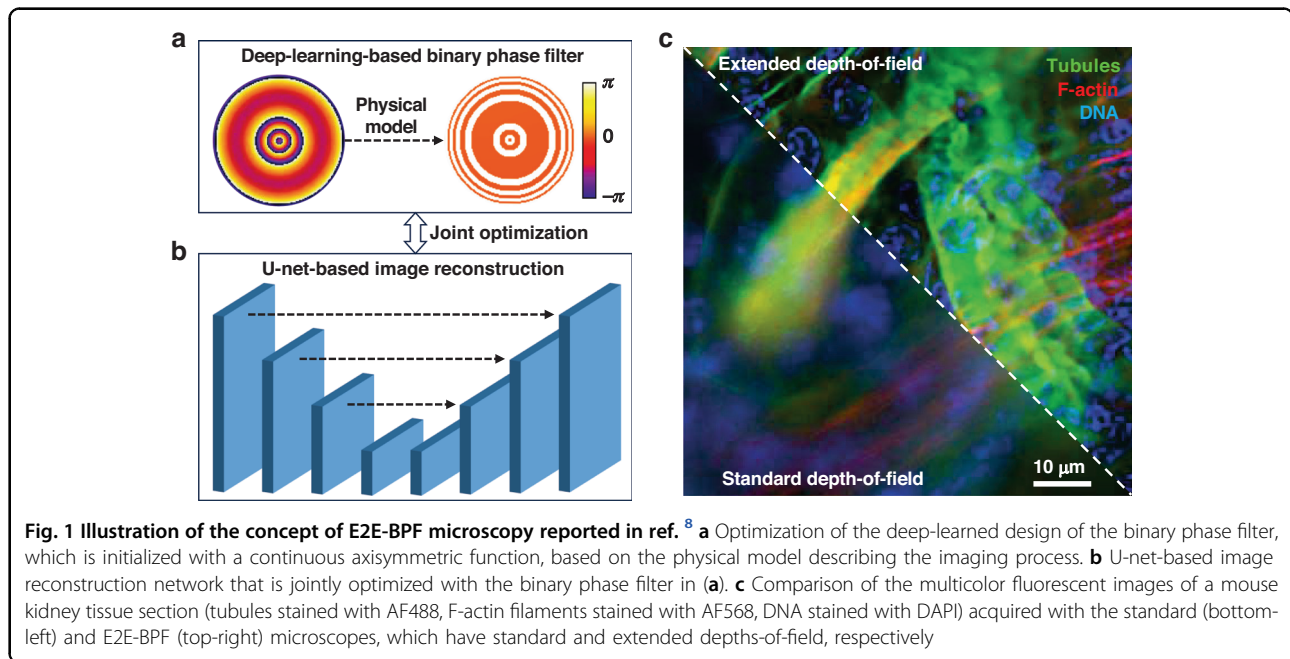 a
Deep-learning-based binary phase filter
Physical
model
π
0
−π
Joint optimization
b
U-net-based image reconstruction
c
Extended depth-of-field
Tubules
F-actin
DNA
Standard depth-of-field
10 μm
Fig. 1 Illustration of the concept of E2E-BPF microscopy reported in ref. 8 a Optimization of the deep-learned design of the binary phase filter,
which is initialized with a continuous axisymmetric function, based on the physical model describing the imaging process. b U-net-based image
reconstruction network that is jointly optimized with the binary phase filter in (a). c Comparison of the multicolor fluorescent images of a mouse
kidney tissue section (tubules stained with AF488, F-actin filaments stained with AF568, DNA stained with DAPI) acquired with the standard (bottom-
left) and E2E-BPF (top-right) microscopes, which have standard and extended depths-of-field, respectively